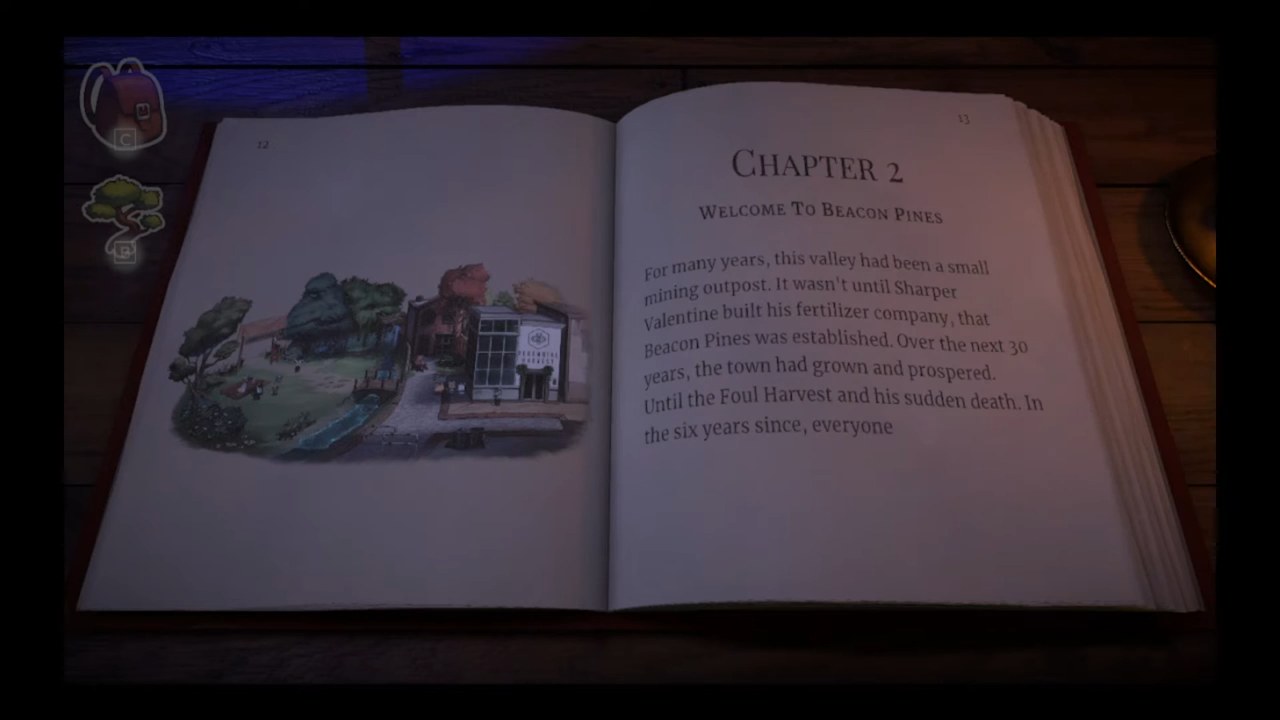 C
B
12
13
CHAPTER 2
WELCOME TO BEACON PINES
For many years, this valley had been a small
mining outpost. It wasn't until Sharper
Valentine built his fertilizer company, that
Beacon Pines was established. Over the next 30
years, the town had grown and prospered.
Until the Foul Harvest and his sudden death. In
the six years since, everyone
PERENNIAL
HARVEST